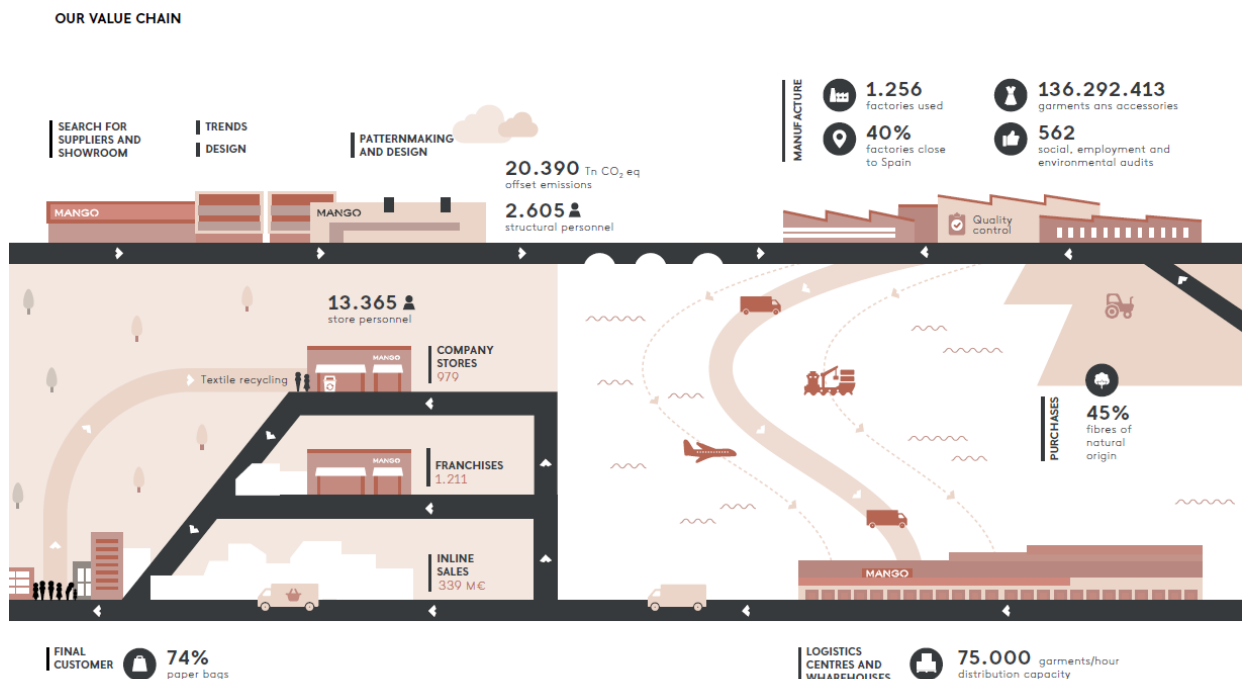 OUR VALUE CHAIN
SEARCH FOR
SUPPLIERS AND
SHOWROOM
TRENDS
DESIGN
PATTERNMAKING
AND DESIGN
20.390 Tn CO₂ eq
offset emissions
2.605
structural personnel
MANUFACTURE
1.256
factories used
40%
factories close
to Spain
136.292.413
garments ans accessories
562
social, employment and
environmental audits
MANGO
MANGO
Quality
control
13.365
store personnel
MANGO
COMPANY
STORES
979
Textile recycling
MANGO
FRANCHISES
1.211
INLINE
SALES
339 M€
PURCHASES
45%
fibres of
natural
origin
MANGO
FINAL
CUSTOMER
74%
paper bags
LOGISTICS
CENTRES AND
WHAREHOUSES
75.000 garments/hour
distribution capacity